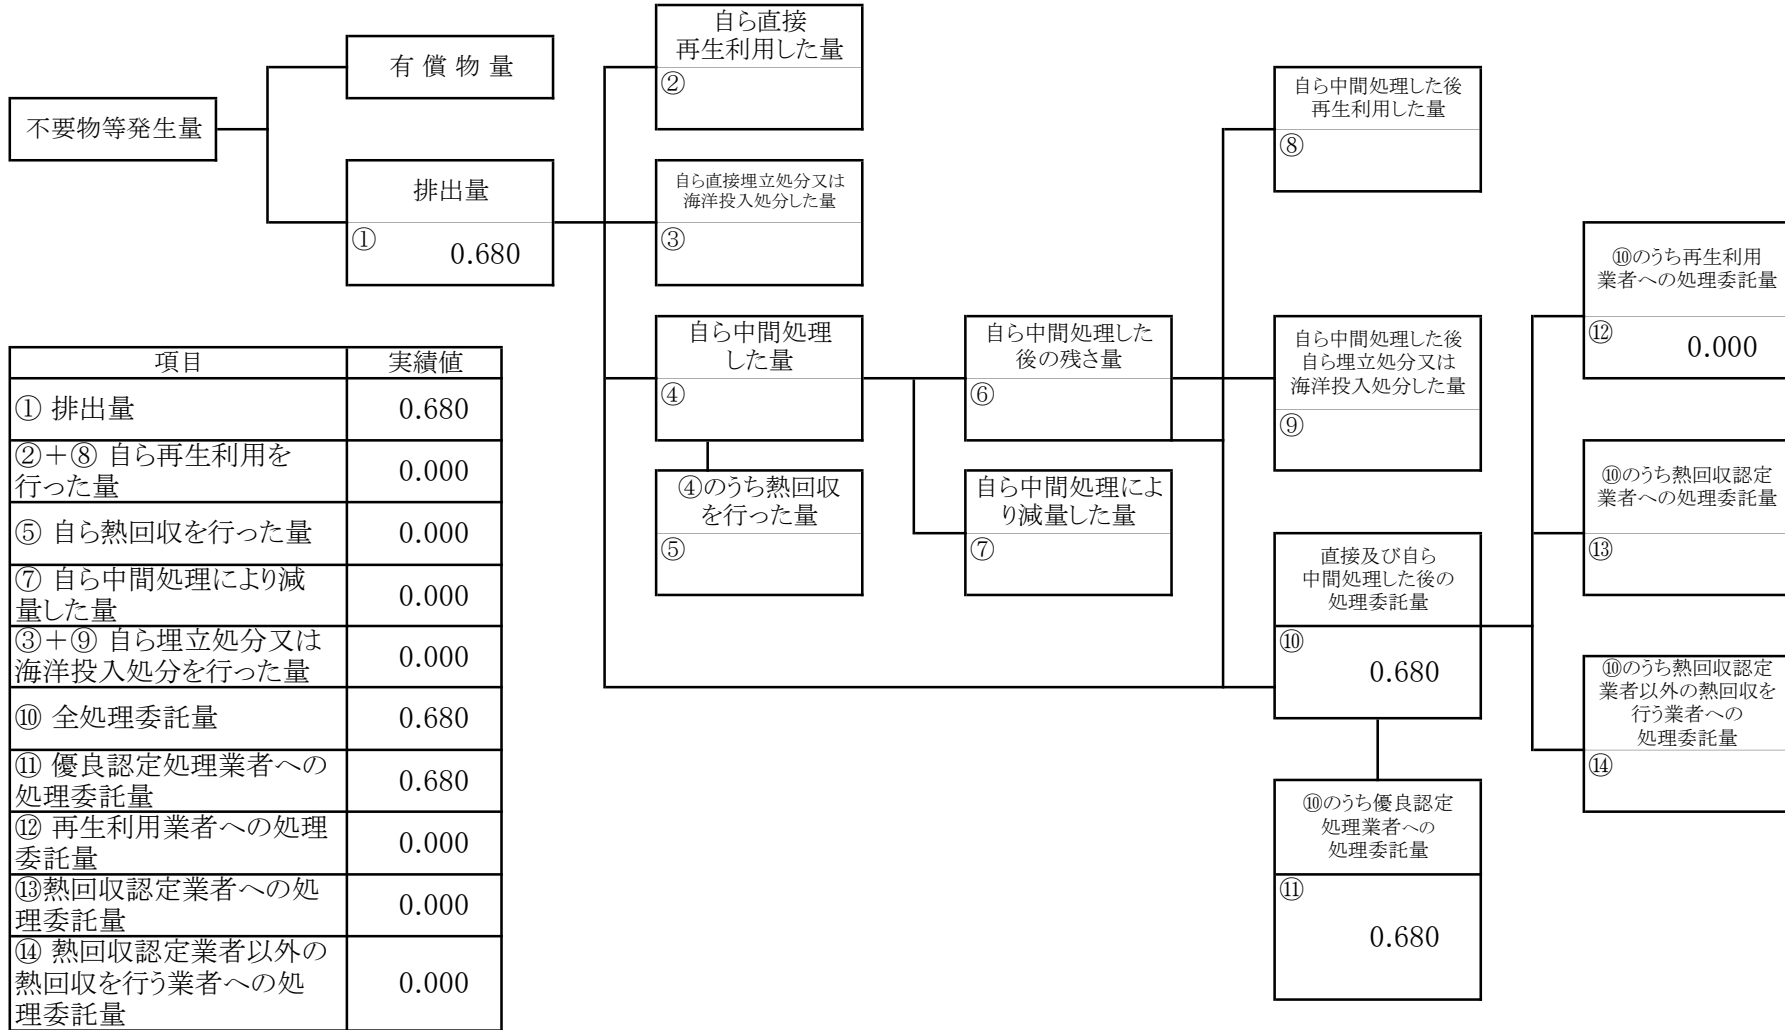 自ら直接
再生利用した量
②
有 償 物 量
不要物等発生量
排出量
①
0.680
自ら直接埋立処分又は
海洋投入処分した量
③
自ら中間処理
した量
④
④のうち熱回収
を行った量
⑤
自ら中間処理した
後の残さ量
⑥
自ら中間処理によ
り減量した量
⑦
自ら中間処理した後
再生利用した量
⑧
自ら中間処理した後
自ら埋立処分又は
海洋投入処分した量
⑨
直接及び自ら
中間処理した後の
処理委託量
⑩
0.680
⑩のうち優良認定
処理業者への
処理委託量
⑪
0.680
⑩のうち再生利用
業者への処理委託量
⑫
0.000
⑩のうち熱回収認定
業者への処理委託量
⑬
⑩のうち熱回収認定
業者以外の熱回収を
行う業者への
処理委託量
⑭
項目 実績値
① 排出量 0.680
②＋⑧ 自ら再生利用を
行った量 0.000
⑤ 自ら熱回収を行った量 0.000
⑦ 自ら中間処理により減
量した量 0.000
③＋⑨ 自ら埋立処分又は
海洋投入処分を行った量 0.000
⑩ 全処理委託量 0.680
⑪ 優良認定処理業者への
処理委託量 0.680
⑫ 再生利用業者への処理
委託量 0.000
⑬熱回収認定業者への処
理委託量 0.000
⑭ 熱回収認定業者以外の
熱回収を行う業者への処
理委託量 0.000